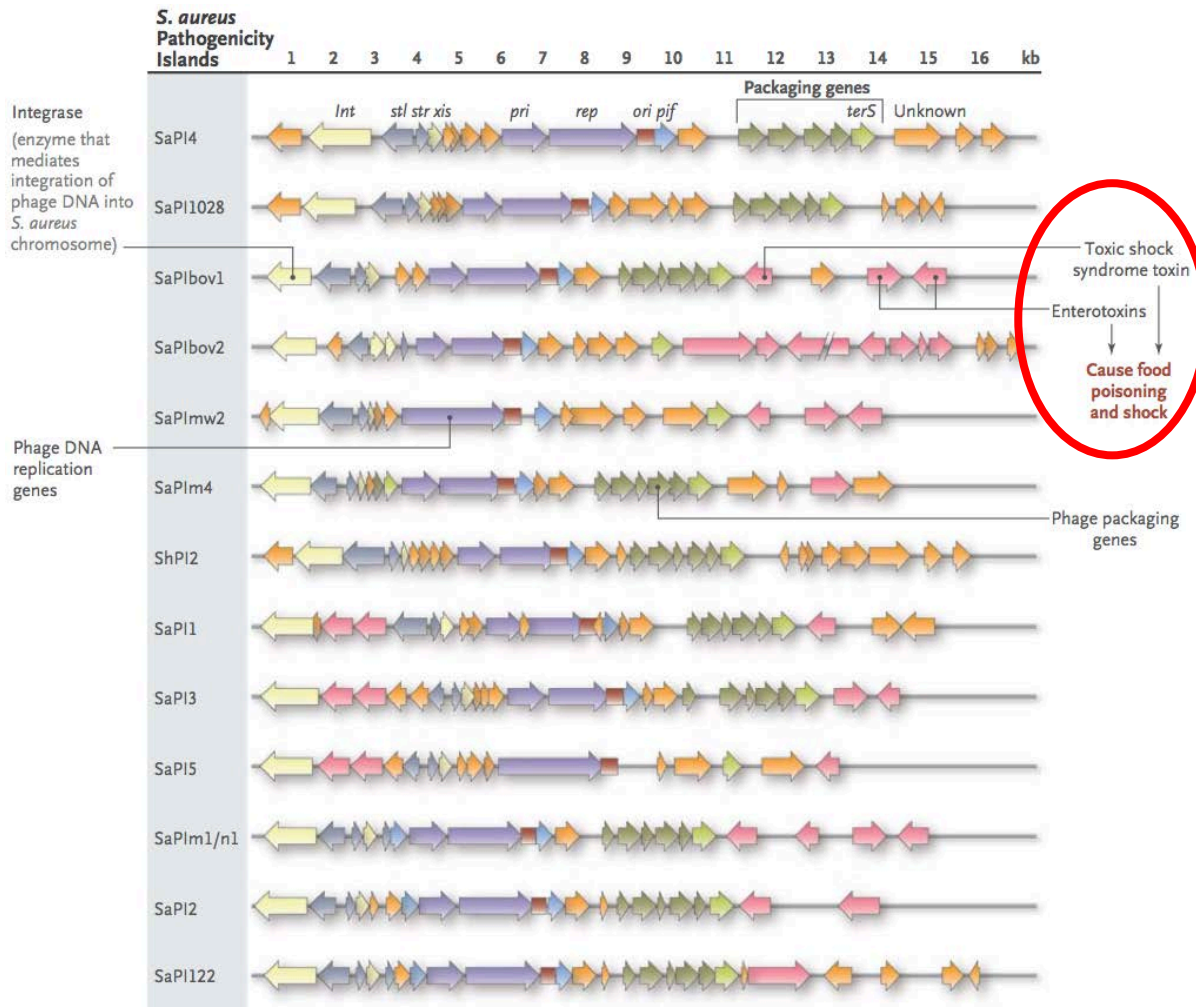 S. aureus
Pathogenicity
Islands
1 2 3 4 5 6 7 8 9 10 11 12 13 14 15 16 kb
Packaging genes
Int stl str xis pri rep ori pif terS Unknown
Integrase
(enzyme that
mediates
integration of
phage DNA into
S. aureus
chromosome)
SaPI4
SaPI1028
SaPIbov1
Toxic shock
syndrome toxin
Enterotoxins
SaPIbov2
Cause food
poisoning
and shock
SaPImw2
Phage DNA
replication
genes
SaPIm4
Phage packaging
genes
ShPI2
SaPI1
SaPI3
SaPI5
SaPIm1/n1
SaPI2
SaPI122